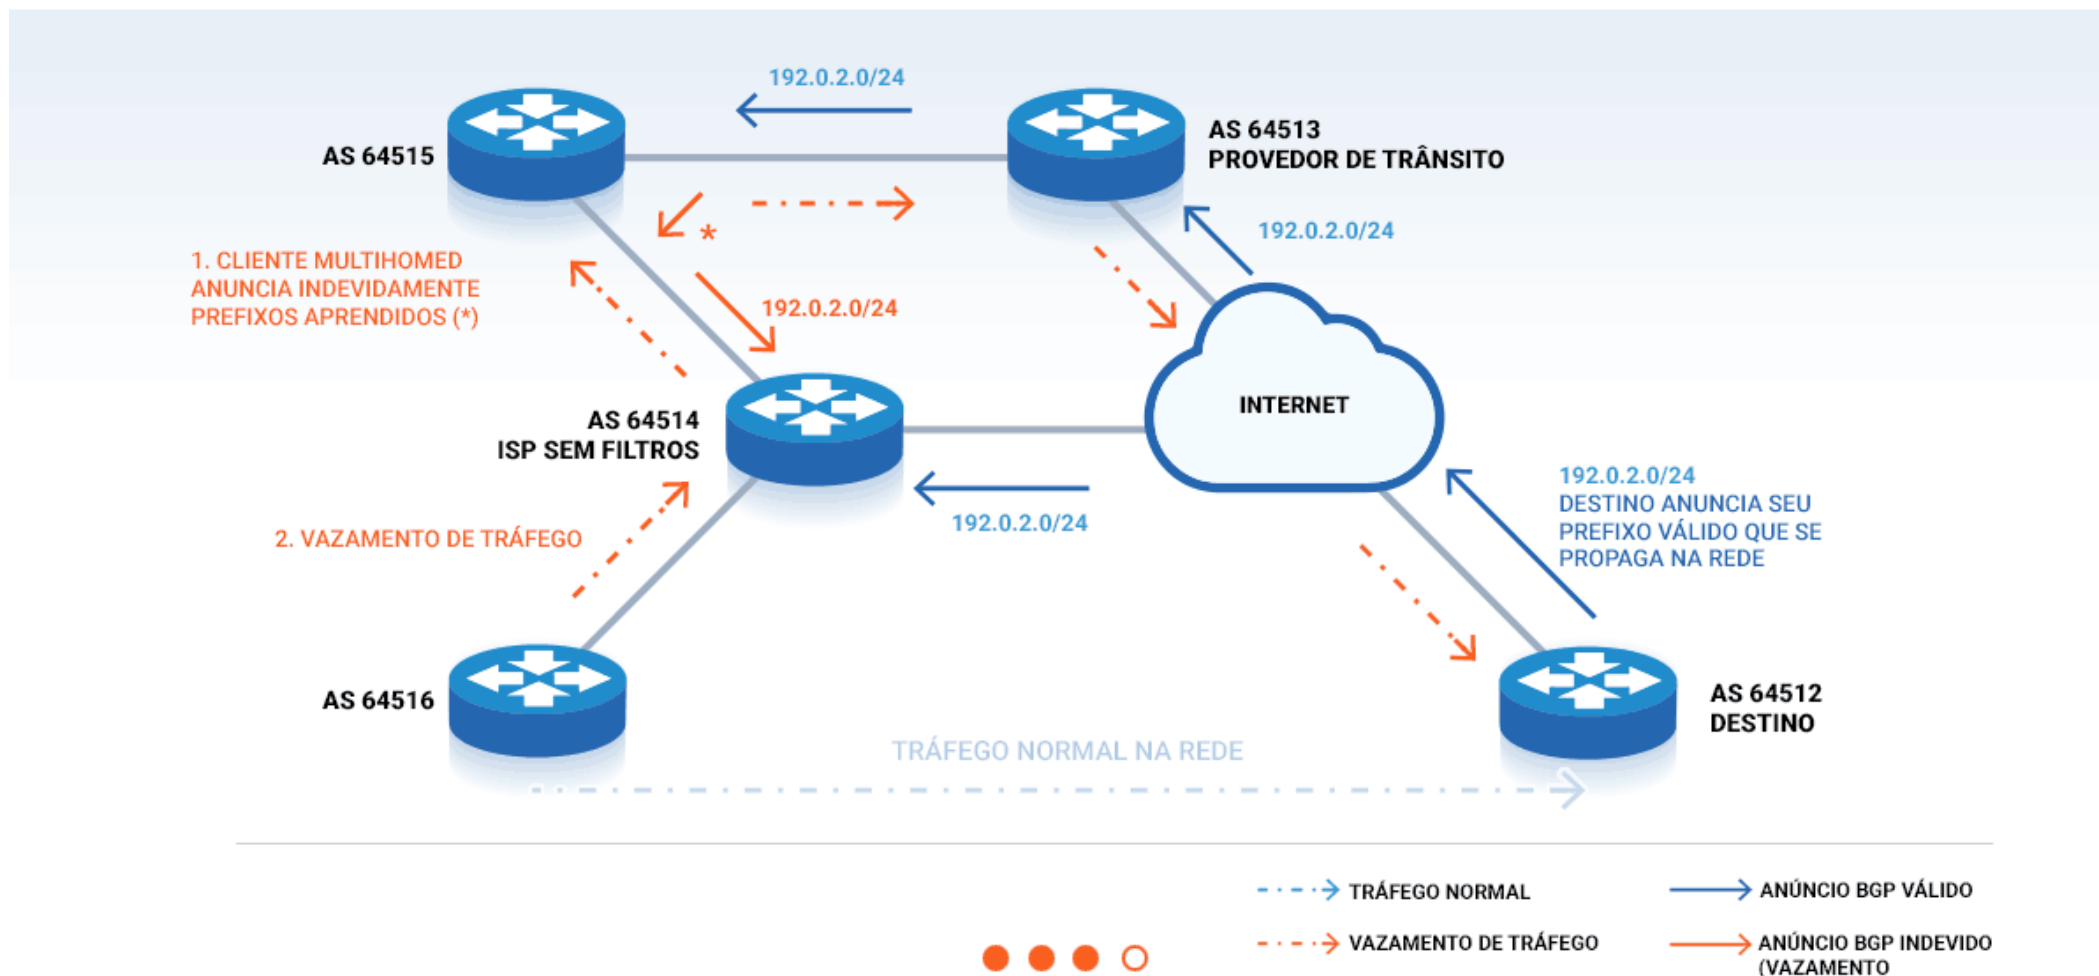 192.0.2.0/24
AS 64515
AS 64513
PROVEDOR DE TRÂNSITO
192.0.2.0/24
*
1. CLIENTE MULTIHOMED
ANUNCIA INDEVIDAMENTE
PREFIXOS APRENDIDOS (*)
192.0.2.0/24
INTERNET
AS 64514
ISP SEM FILTROS
192.0.2.0/24
DESTINO ANUNCIA SEU
PREFIXO VÁLIDO QUE SE
PROPAGA NA REDE
192.0.2.0/24
2. VAZAMENTO DE TRÁFEGO
AS 64516
AS 64512
DESTINO
TRÁFEGO NORMAL NA REDE
TRÁFEGO NORMAL
ANÚNCIO BGP VÁLIDO
VAZAMENTO DE TRÁFEGO
ANÚNCIO BGP INDEVIDO
(VAZAMENTO